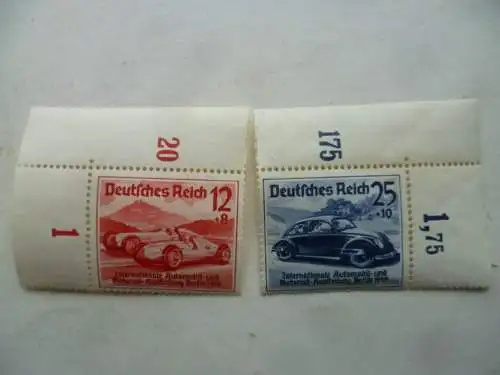 20
1
Deutsches Reich 12
+8
Internationale Automobil- und
Motorrad-Ausstellung Berlin 1939
175
1,75
Deutsches Reich 25
+10
Internationale Automobil- und
Motorrad-Ausstellung Berlin 1939